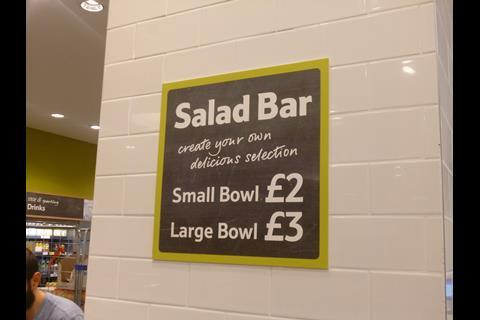 Salad Bar
create your own
delicious selection
Small Bowl £2
Large Bowl £3
Drinks